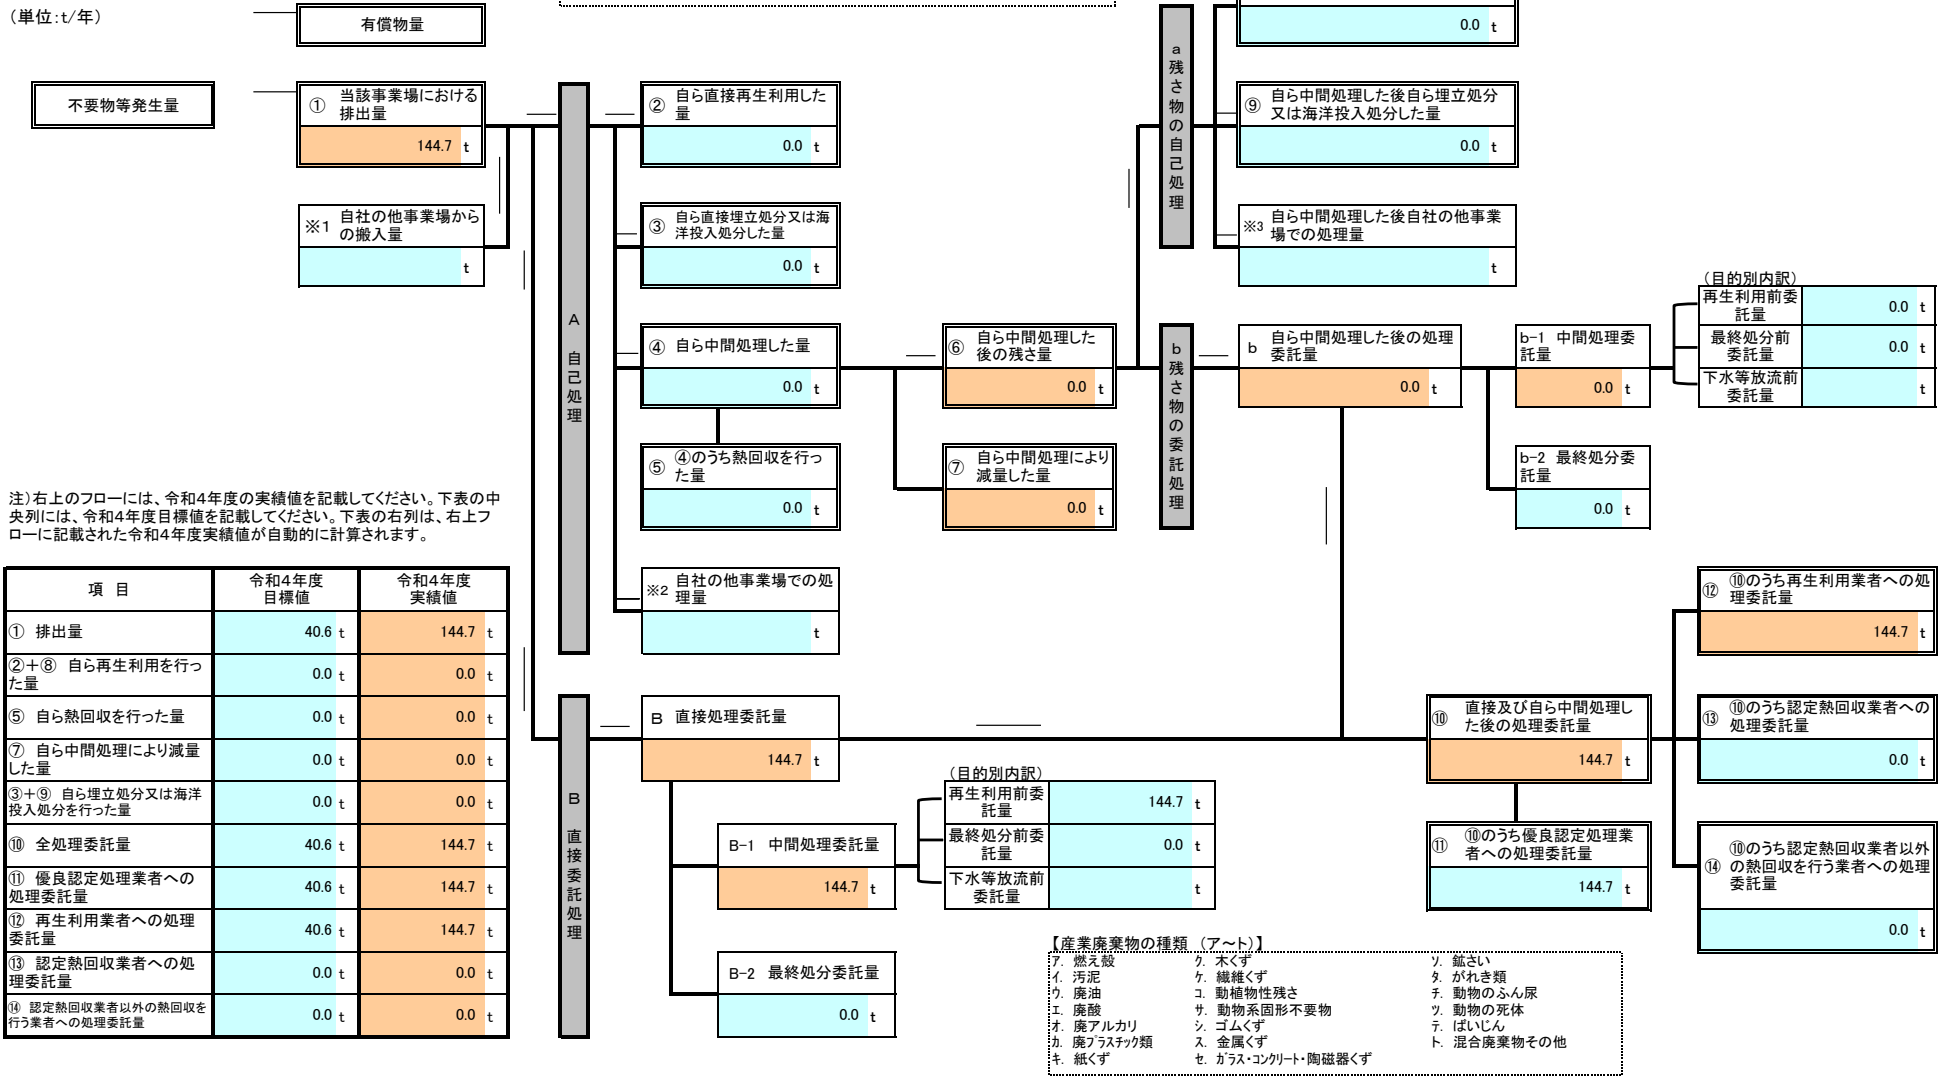 （単位：t/年）
有償物量
0.0 t
不要物等発生量
① 当該事業場における
排出量
144.7 t
※1 自社の他事業場から
の搬入量
t
A 自己処理
② 自ら直接再生利用した
量
0.0 t
③ 自ら直接埋立処分又は海
洋投入処分した量
0.0 t
④ 自ら中間処理した量
0.0 t
⑤ ④のうち熱回収を行っ
た量
0.0 t
※2 自社の他事業場での処
理量
t
⑥ 自ら中間処理した
後の残さ量
0.0 t
⑦ 自ら中間処理により
減量した量
0.0 t
a 残さ物の自己処理
⑨ 自ら中間処理した後自ら埋立処分
又は海洋投入処分した量
0.0 t
※3 自ら中間処理した後自社の他事業
場での処理量
t
b 残さ物の委託処理
b 自ら中間処理した後の処理
委託量
0.0 t
b-1 中間処理委
託量
0.0 t
b-2 最終処分委
託量
0.0 t
（目的別内訳）
再生利用前委
託量
0.0 t
最終処分前
委託量
0.0 t
下水等放流前
委託量
t
注）右上のフローには、令和4年度の実績値を記載してください。下表の中
央列には、令和4年度目標値を記載してください。下表の右列は、右上フ
ローに記載された令和4年度実績値が自動的に計算されます。
項 目 令和4年度
目標値 令和4年度
実績値
① 排出量 40.6 t 144.7 t
②＋⑧ 自ら再生利用を行っ
た量 0.0 t 0.0 t
⑤ 自ら熱回収を行った量 0.0 t 0.0 t
⑦ 自ら中間処理により減量
した量 0.0 t 0.0 t
③＋⑨ 自ら埋立処分又は海洋
投入処分を行った量 0.0 t 0.0 t
⑩ 全処理委託量 40.6 t 144.7 t
⑪ 優良認定処理業者への
処理委託量 40.6 t 144.7 t
⑫ 再生利用業者への処理
委託量 40.6 t 144.7 t
⑬ 認定熱回収業者への処
理委託量 0.0 t 0.0 t
⑭ 認定熱回収業者以外の熱回収を
行う業者への処理委託量 0.0 t 0.0 t
B 直接委託処理
B 直接処理委託量
144.7 t
B-1 中間処理委託量
144.7 t
B-2 最終処分委託量
0.0 t
（目的別内訳）
再生利用前委
託量
144.7 t
最終処分前委
託量
0.0 t
下水等放流前
委託量
t
⑩ 直接及び自ら中間処理し
た後の処理委託量
144.7 t
⑪ ⑩のうち優良認定処理業
者への処理委託量
144.7 t
⑫ ⑩のうち再生利用業者への処
理委託量
144.7 t
⑬ ⑩のうち認定熱回収業者への
処理委託量
0.0 t
⑭ ⑩のうち認定熱回収業者以外
の熱回収を行う業者への処理
委託量
0.0 t
【産業廃棄物の種類 （ア～ト）】
ア. 燃え殻 ク. 木くず ソ. 鉱さい
イ. 汚泥 ケ. 繊維くず タ. がれき類
ウ. 廃油 コ. 動植物性残さ チ. 動物のふん尿
エ. 廃酸 サ. 動物系固形不要物 ツ. 動物の死体
オ. 廃アルカリ シ. ゴムくず テ. ばいじん
カ. 廃プラスチック類 ス. 金属くず ト. 混合廃棄物その他
キ. 紙くず セ. ガラス・コンクリート・陶磁器くず